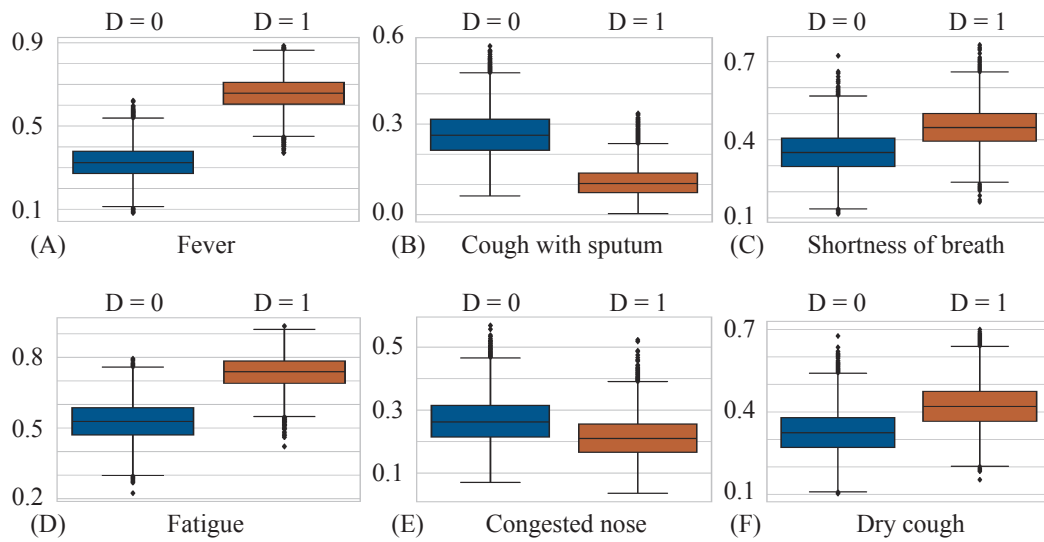 D = 0 D = 1
0.9
0.5
0.1
(A) Fever
D = 0 D = 1
0.6
0.3
0.0
(B) Cough with sputum
D = 0 D = 1
0.7
0.4
0.1
(C) Shortness of breath
D = 0 D = 1
0.8
0.5
0.2
(D) Fatigue
D = 0 D = 1
0.5
0.3
0.1
(E) Congested nose
D = 0 D = 1
0.7
0.4
0.1
(F) Dry cough